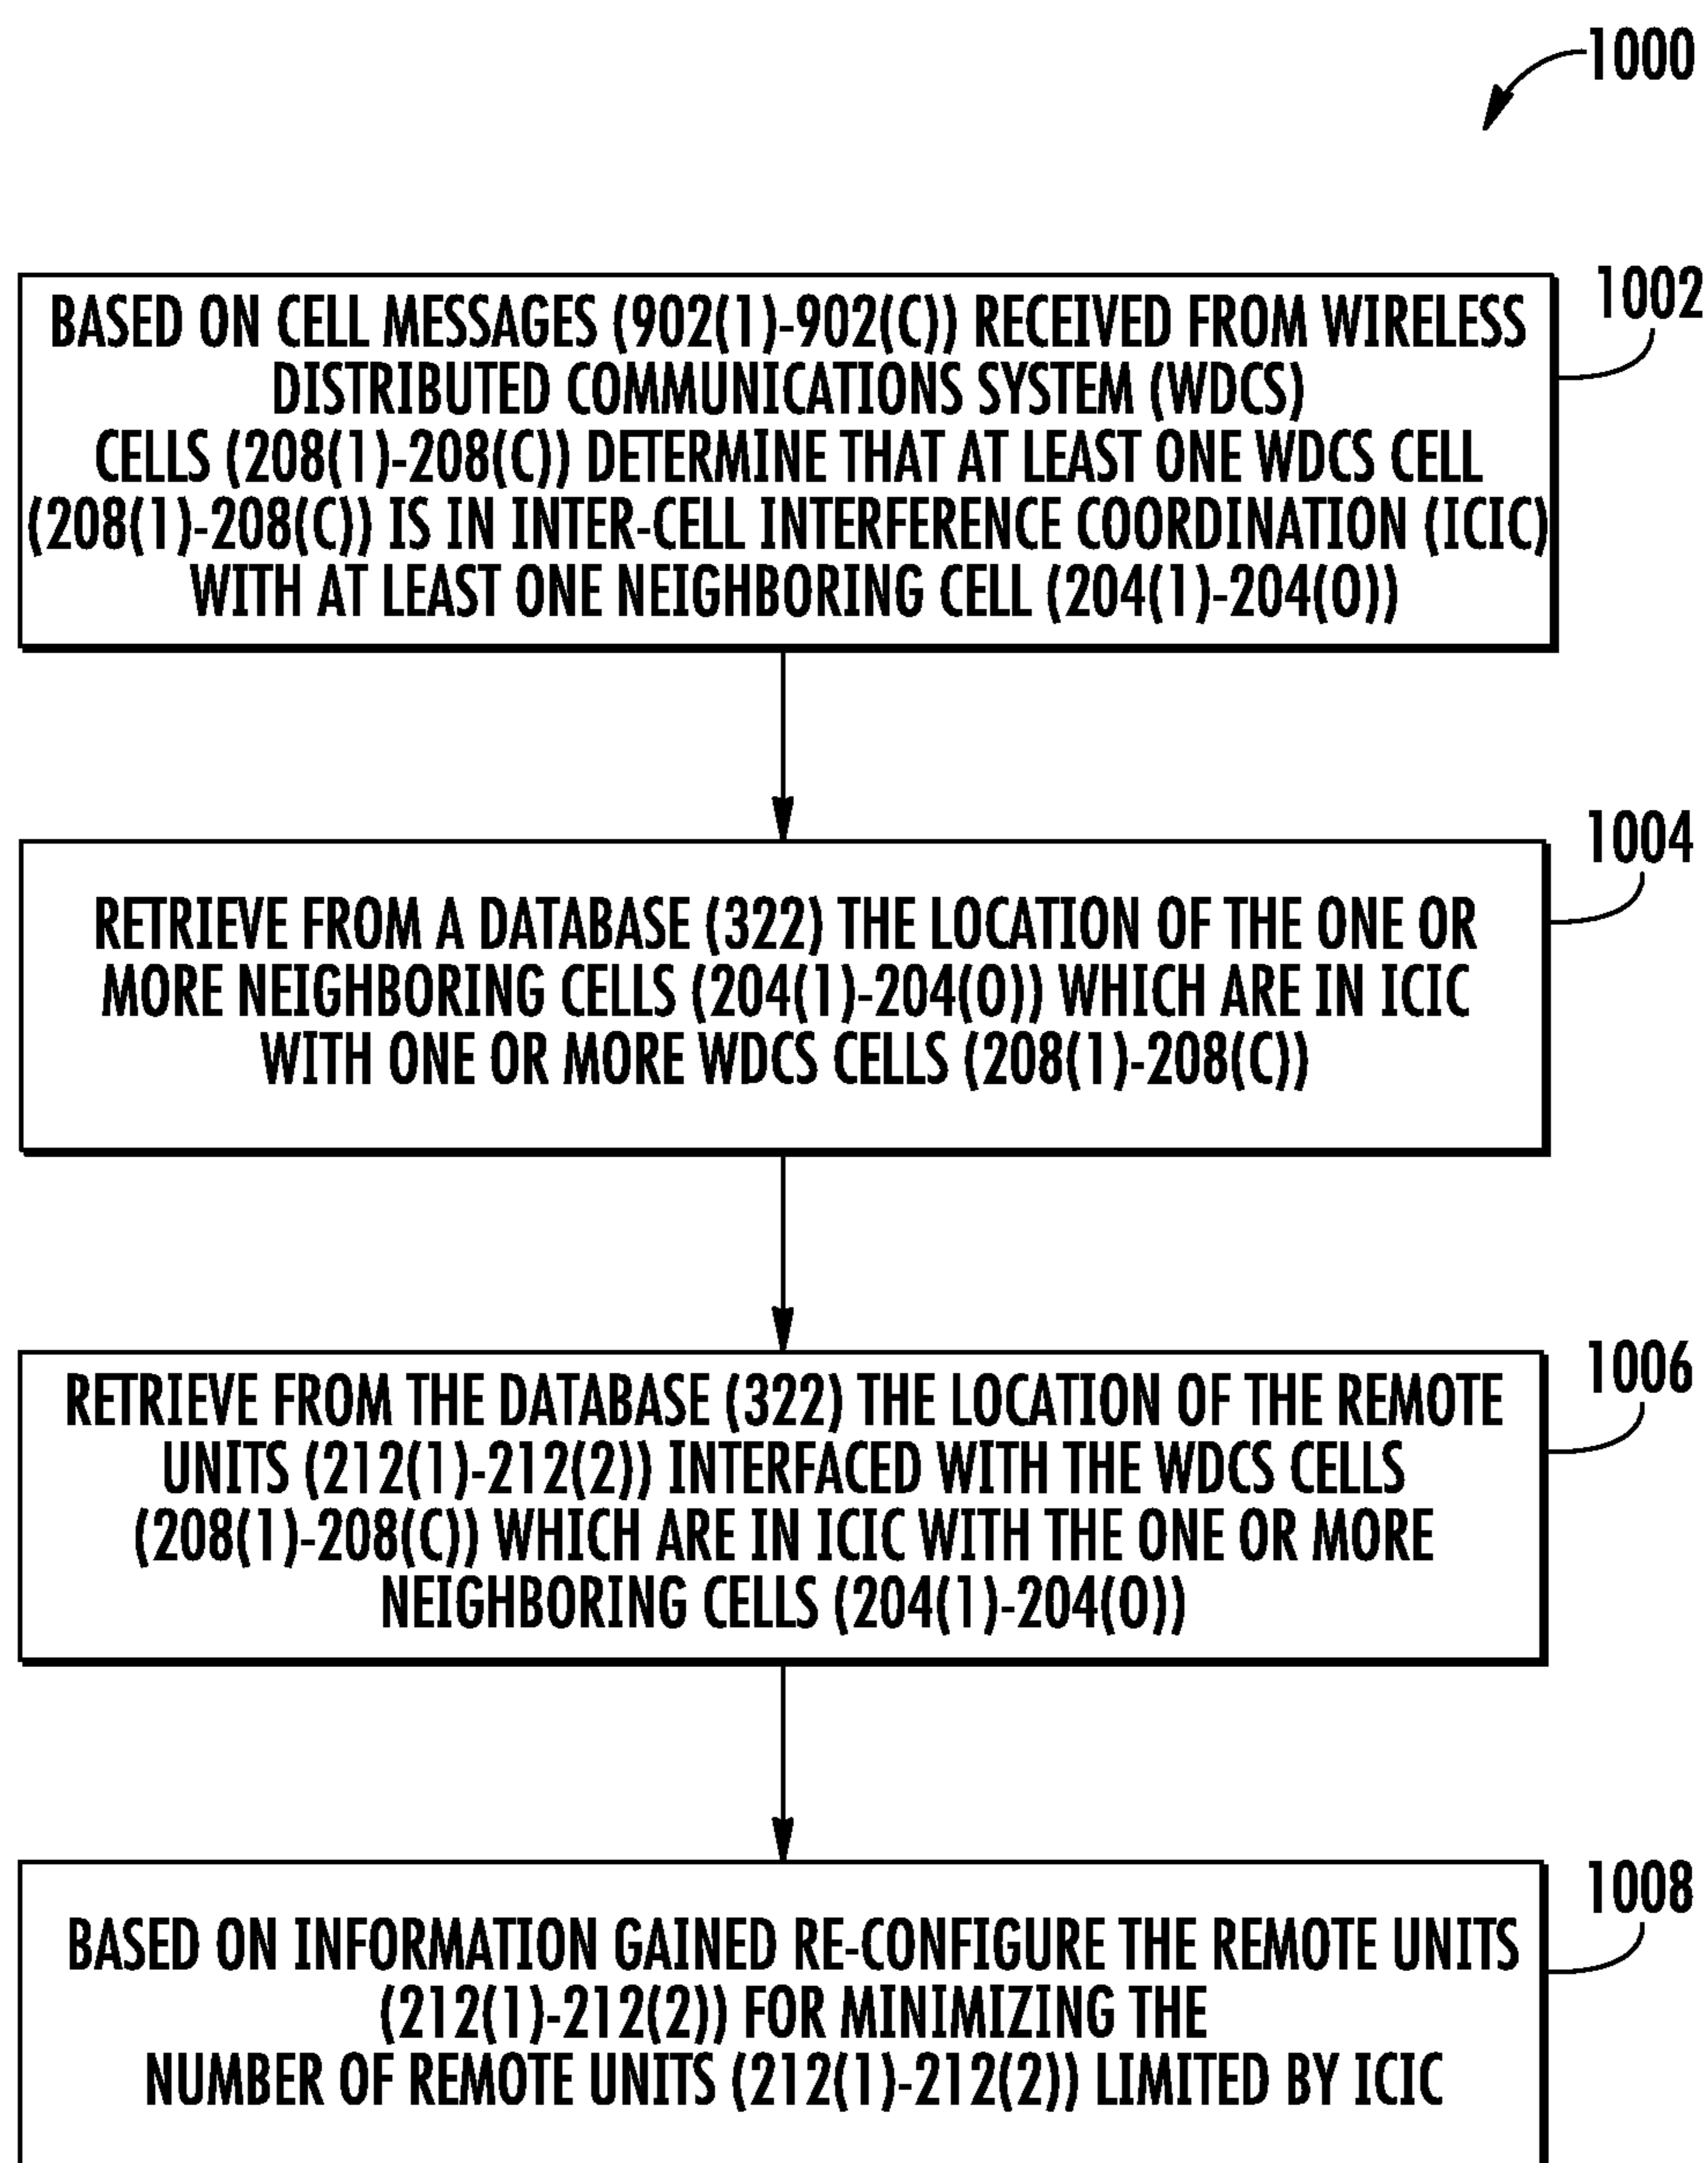 1000
1002
BASED ON CELL MESSAGES (902(1)-902(C)) RECEIVED FROM WIRELESS
DISTRIBUTED COMMUNICATIONS SYSTEM (WDCS)
CELLS (208(1)-208(C)) DETERMINE THAT AT LEAST ONE WDCS CELL
(208(1)-208(C)) IS IN INTER-CELL INTERFERENCE COORDINATION (ICIC)
WITH AT LEAST ONE NEIGHBORING CELL (204(1)-204(O))
1004
RETRIEVE FROM A DATABASE (322) THE LOCATION OF THE ONE OR
MORE NEIGHBORING CELLS (204(1)-204(O)) WHICH ARE IN ICIC
WITH ONE OR MORE WDCS CELLS (208(1)-208(C))
1006
RETRIEVE FROM THE DATABASE (322) THE LOCATION OF THE REMOTE
UNITS (212(1)-212(2)) INTERFACED WITH THE WDCS CELLS
(208(1)-208(C)) WHICH ARE IN ICIC WITH THE ONE OR MORE
NEIGHBORING CELLS (204(1)-204(O))
1008
BASED ON INFORMATION GAINED RE-CONFIGURE THE REMOTE UNITS
(212(1)-212(2)) FOR MINIMIZING THE
NUMBER OF REMOTE UNITS (212(1)-212(2)) LIMITED BY ICIC